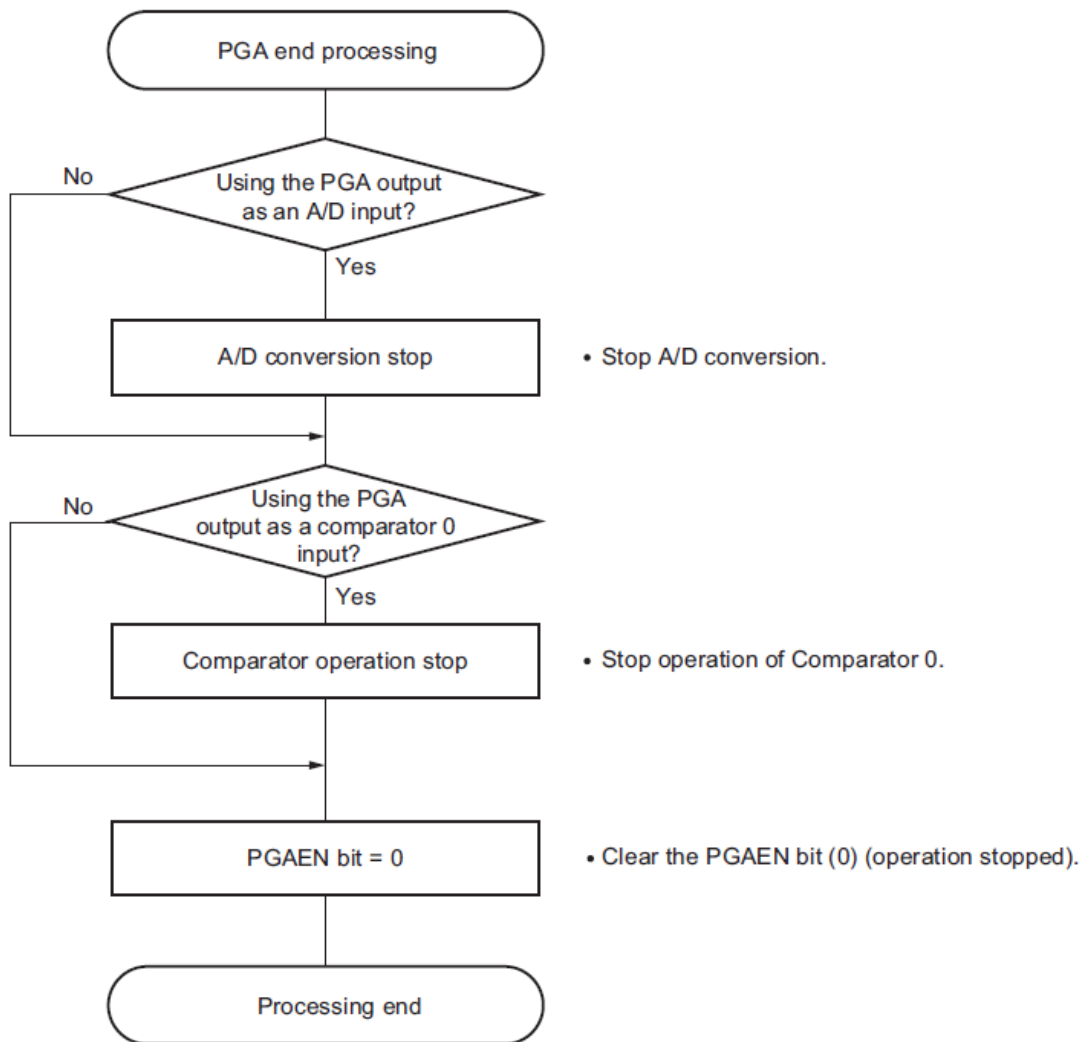 PGA end processing
Using the PGA output
as an A/D input?
No
Yes
A/D conversion stop
• Stop A/D conversion.
Using the PGA
output as a comparator 0
input?
No
Yes
Comparator operation stop
• Stop operation of Comparator 0.
PGAEN bit = 0
• Clear the PGAEN bit (0) (operation stopped).
Processing end